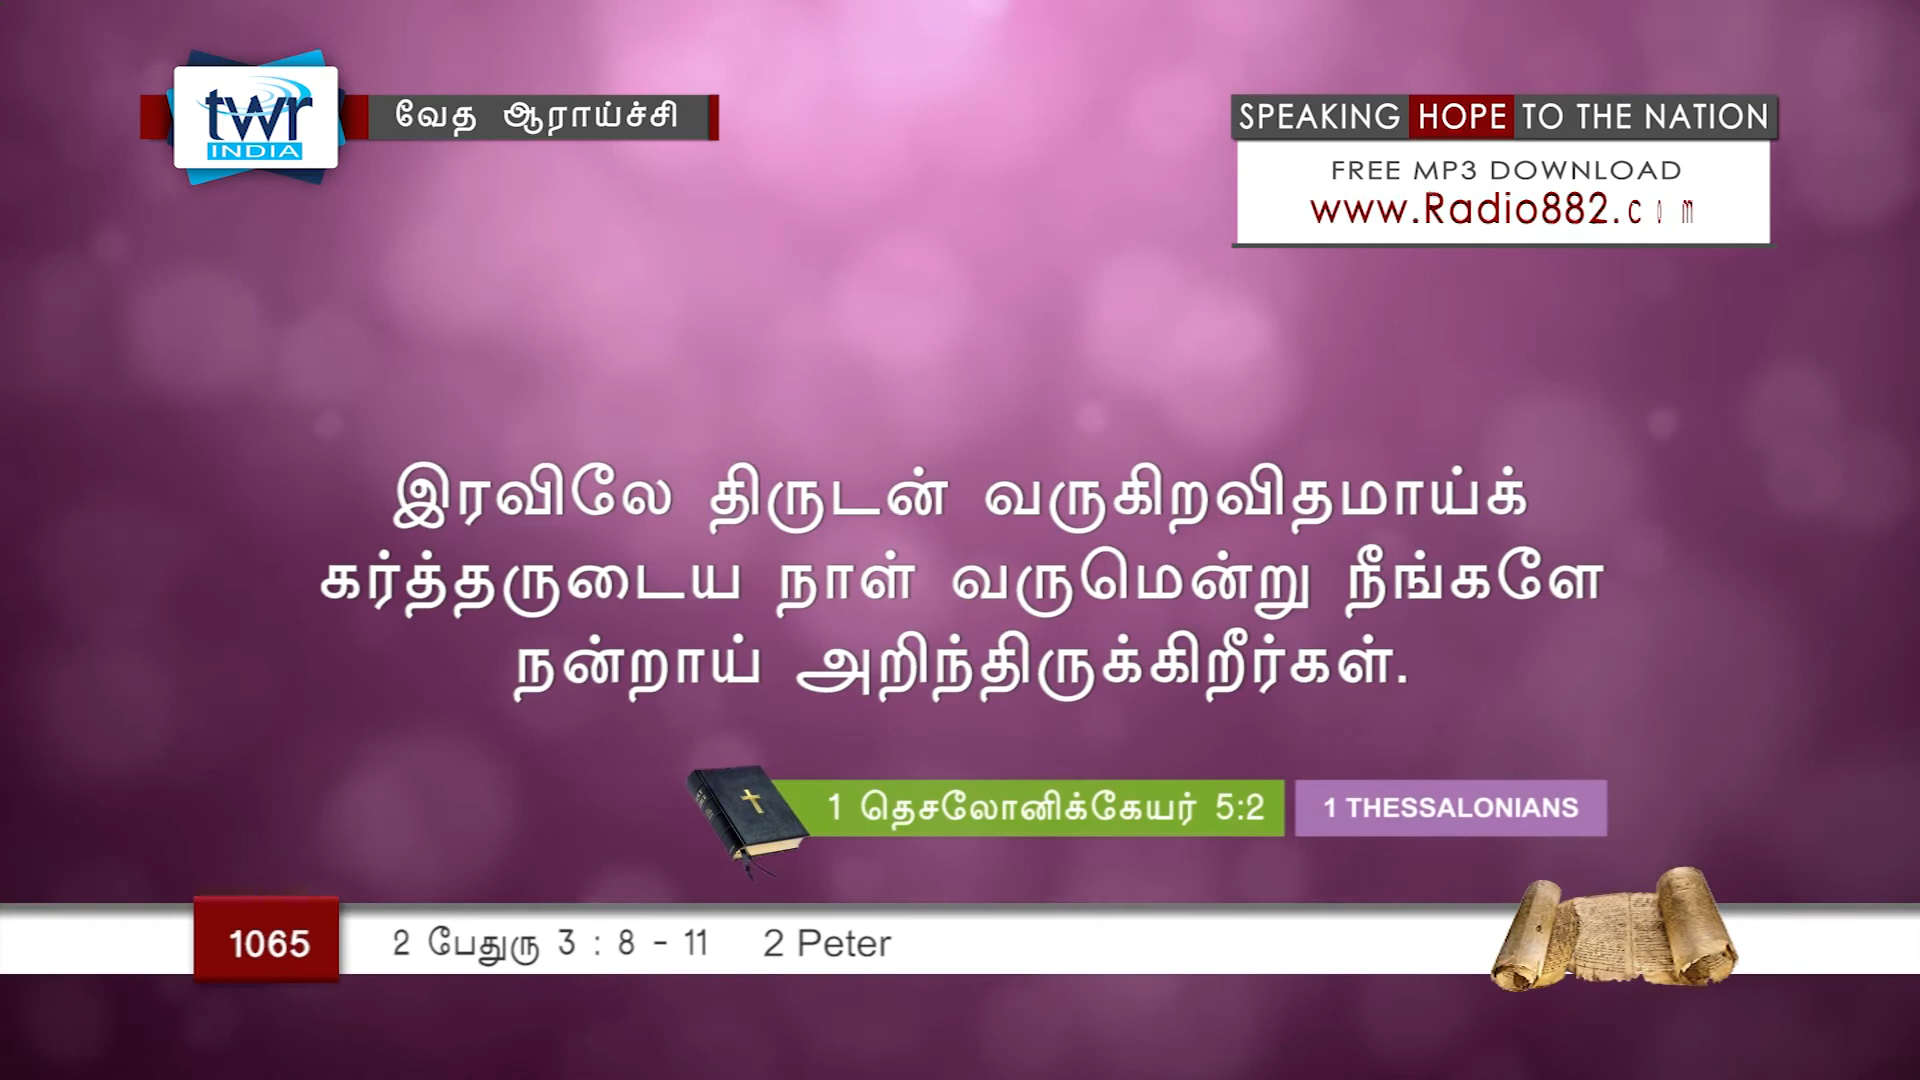 twr
INDIA
வேத ஆராய்ச்சி
SPEAKING HOPE TO THE NATION
FREE MP3 DOWNLOAD
www.Radio882.com
இரவிலே திருடன் வருகிறவிதமாய்க்
கர்த்தருடைய நாள் வருமென்று நீங்களே
நன்றாய் அறிந்திருக்கிறீர்கள்.
1 தெசலோனிக்கேயர் 5:2
1 THESSALONIANS
1065
2 பேதுரு 3 : 8 - 11 2 Peter